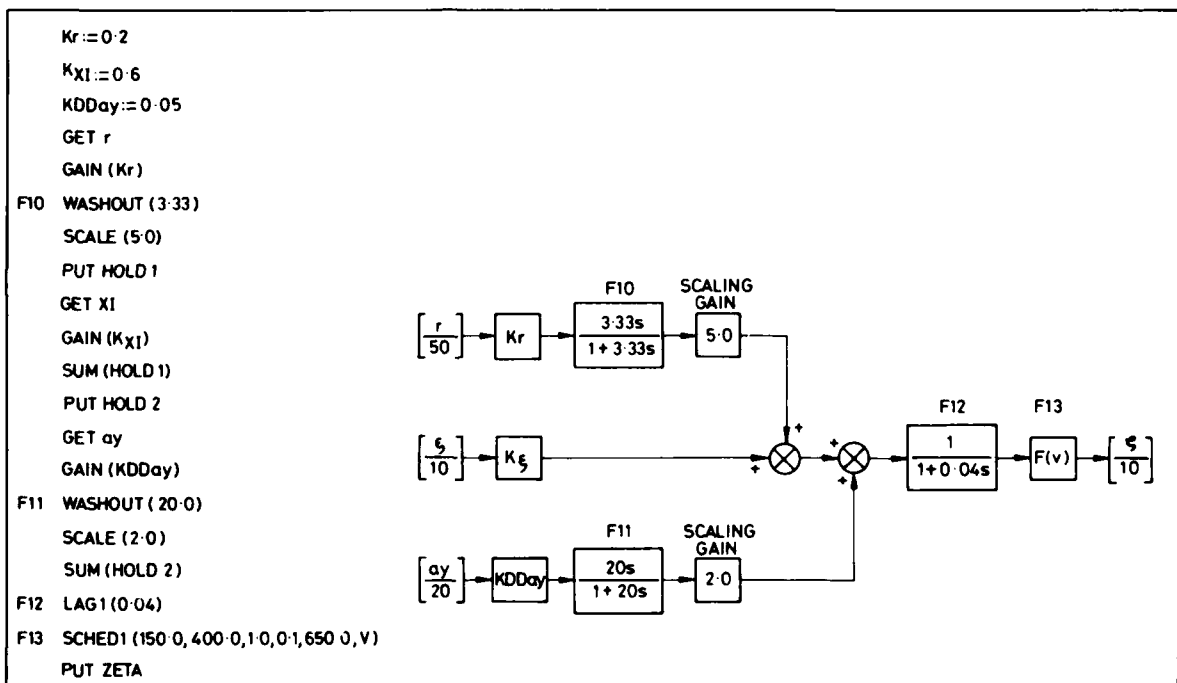 Kr:=0·2
KXI:=0·6
KDDay:=0·05
GET r
GAIN (Kr)
F10 WASHOUT (3·33)
SCALE (5·0)
PUT HOLD 1
GET XI
GAIN (KXI)
SUM (HOLD 1)
PUT HOLD 2
GET ay
GAIN (KDDay)
F11 WASHOUT (20·0)
SCALE (2·0)
SUM (HOLD 2)
F12 LAG1 (0·04)
F13 SCHED1 (150·0, 400·0, 1·0, 0·1, 650·0, V)
PUT ZETA
F10
SCALING
GAIN
[r
50]
Kr
3·33s
1+3·33s
5·0
[ξ
10]
Kξ
+
+
+
+
F12
1
1+0·04s
F13
F(v)
[ζ
10]
F11
SCALING
GAIN
[ay
20]
KDDay
20s
1+20s
2·0